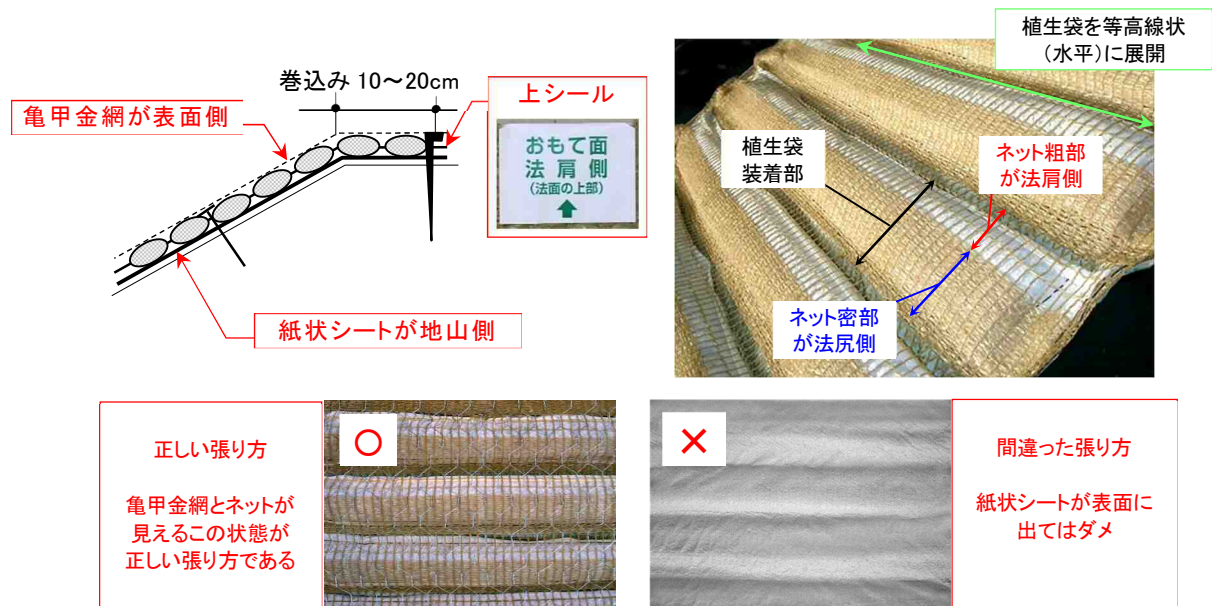 巻込み 10～20cm
亀甲金網が表面側
上シール
おもて面
法肩側
(法面の上部)
紙状シートが地山側
植生袋を等高線状
(水平)に展開
植生袋
装着部
ネット粗部
が法肩側
ネット密部
が法尻側
正しい張り方
亀甲金網とネットが
見えるこの状態が
正しい張り方である
○
×
間違った張り方
紙状シートが表面に
出てはダメ